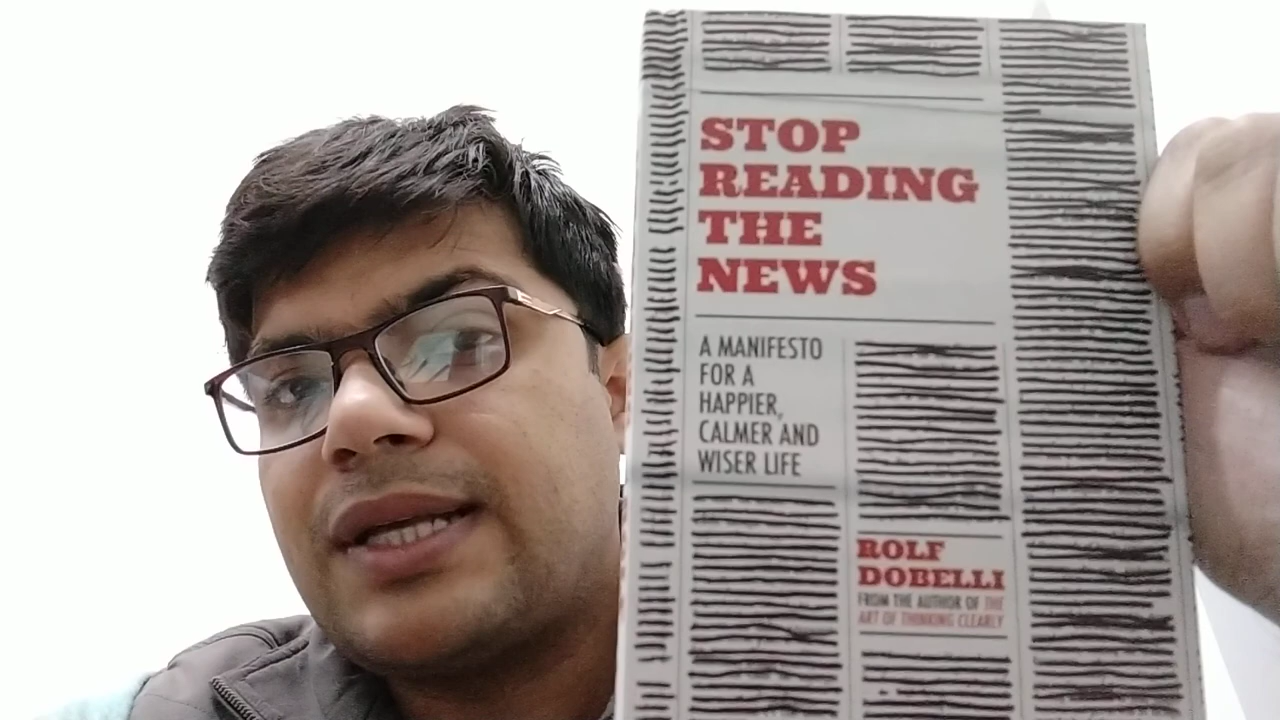 STOP
READING
THE
NEWS
A MANIFESTO
FOR A
HAPPIER,
CALMER AND
WISER LIFE
ROLF
DOBELLI
FROM THE AUTHOR OF THE
ART OF THINKING CLEARLY